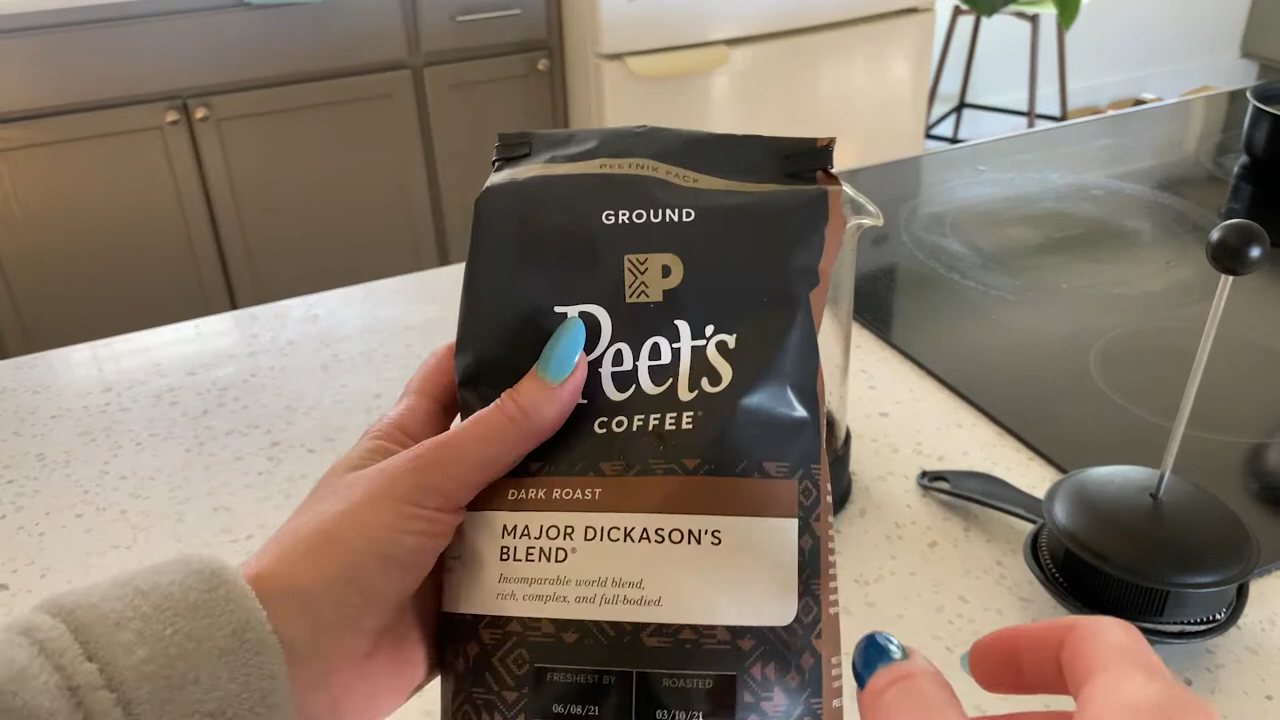 PEETNIK PACK
GROUND
P
Peet's
COFFEE®
DARK ROAST
MAJOR DICKASON'S
BLEND®
Incomparable world blend,
rich, complex, and full-bodied.
FRESHEST BY ROASTED
06/08/21 03/10/21